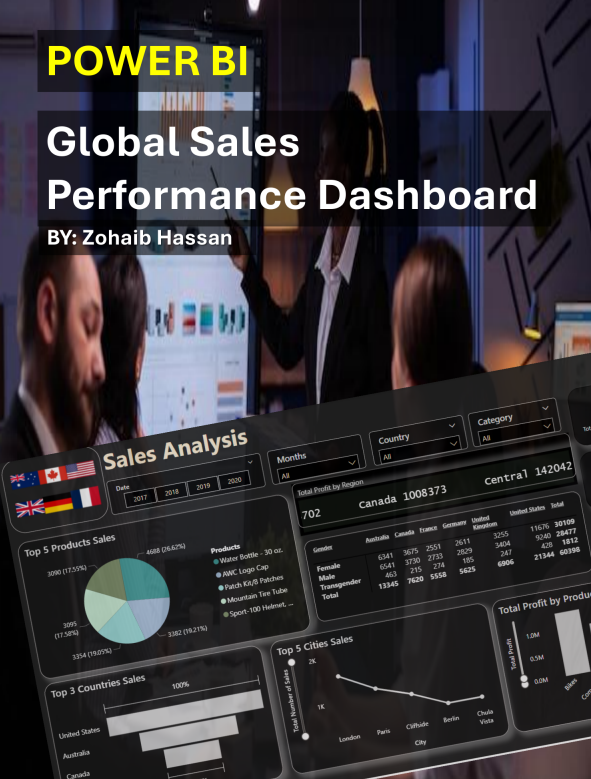 POWER BI
Global Sales
Performance Dashboard
BY: Zohaib Hassan
Sales Analysis
Date
2017 2018 2019 2020
Months
All
Country
All
Category
All
Total Profit by Region
702 Canada 1008373 Central 142042
Gender Australia Canada France Germany United Kingdom United States Total
Female 6341 3675 2551 2611 3255 11676 30109
Male 6541 3730 2733 2829 3404 9240 28477
Transgender 463 215 274 185 247 428 1812
Total 13345 7620 5558 5625 6906 21344 60398
Top 5 Products Sales
4688 (26.62%)
3090 (17.55%)
3095
(17.58%)
3354 (19.05%)
3382 (19.21%)
Products
Water Bottle - 30 oz.
AWC Logo Cap
Patch Kit/8 Patches
Mountain Tire Tube
Sport-100 Helmet, ...
Top 3 Countries Sales
100%
United States
Australia
Canada
Top 5 Cities Sales
Total Number of Sales
2K
1K
London Paris Cliffside Berlin Chula Vista
City
Total Profit by Produ
Total Profit
1.0M
0.5M
0.0M
Bikes